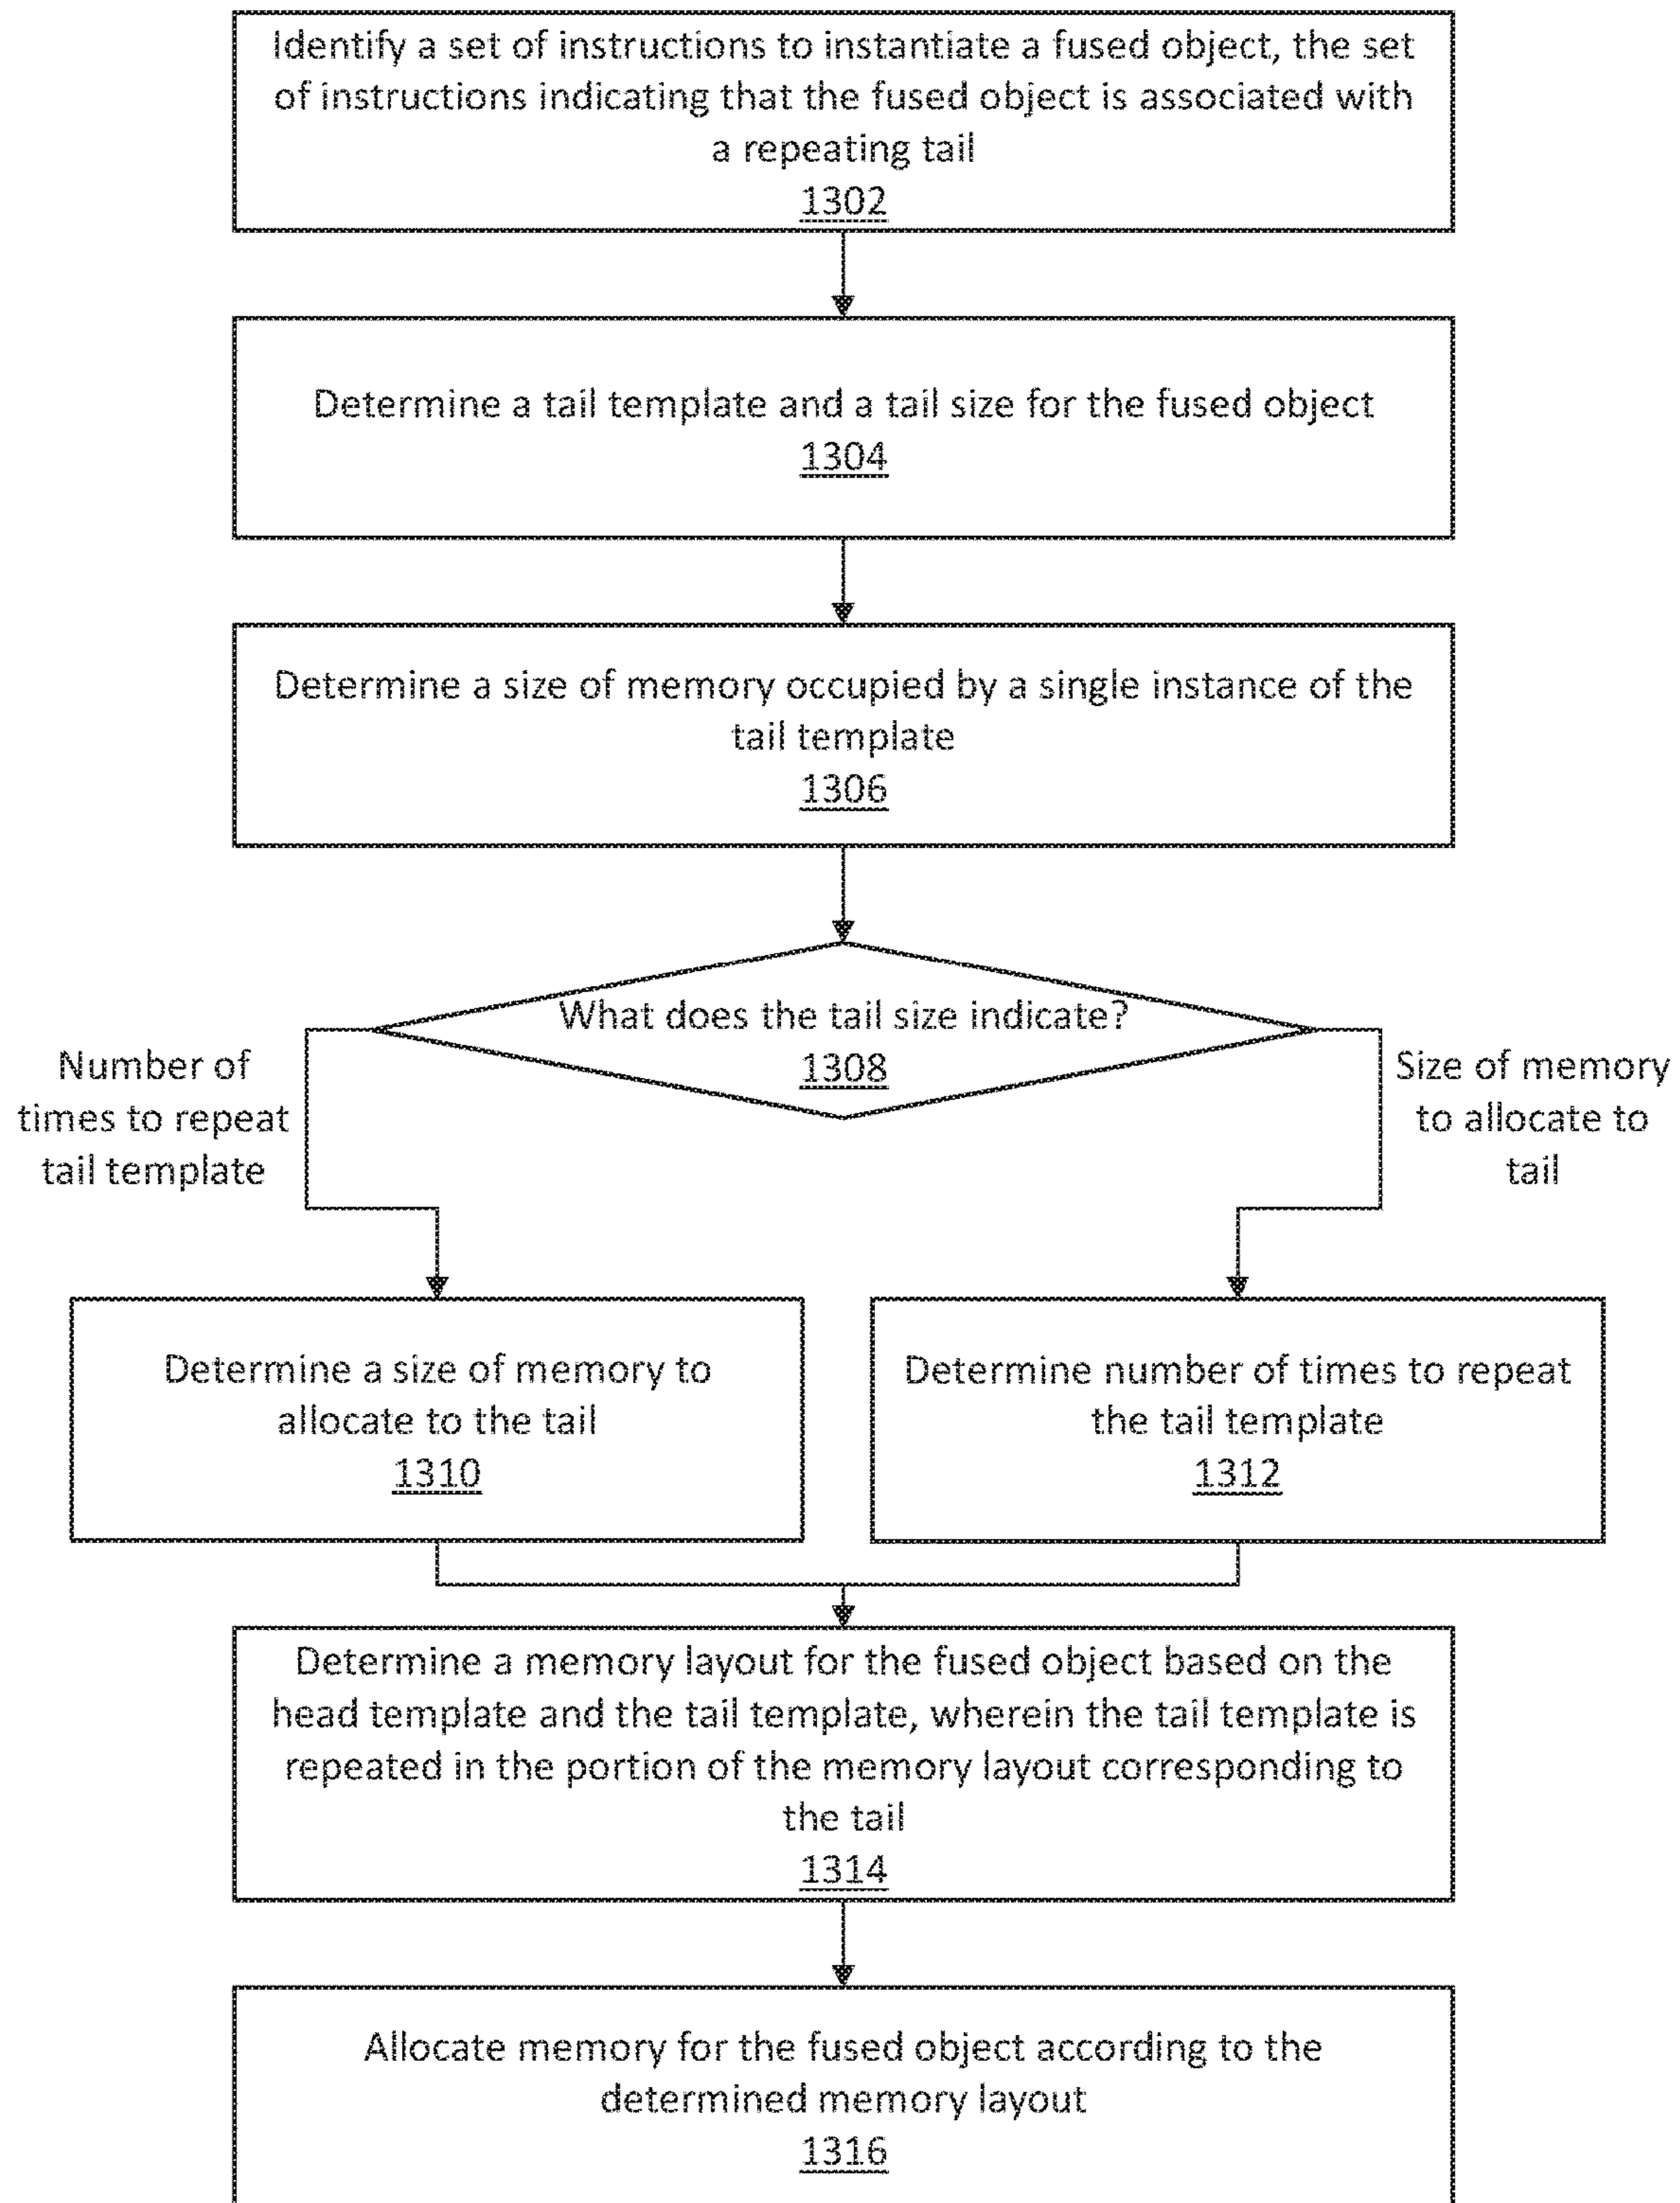 Identify a set of instructions to instantiate a fused object, the set
of instructions indicating that the fused object is associated with
a repeating tail
1302
Determine a tail template and a tail size for the fused object
1304
Determine a size of memory occupied by a single instance of the
tail template
1306
What does the tail size indicate?
1308
Number of
times to repeat
tail template
Size of memory
to allocate to
tail
Determine a size of memory to
allocate to the tail
1310
Determine number of times to repeat
the tail template
1312
Determine a memory layout for the fused object based on the
head template and the tail template, wherein the tail template is
repeated in the portion of the memory layout corresponding to
the tail
1314
Allocate memory for the fused object according to the
determined memory layout
1316